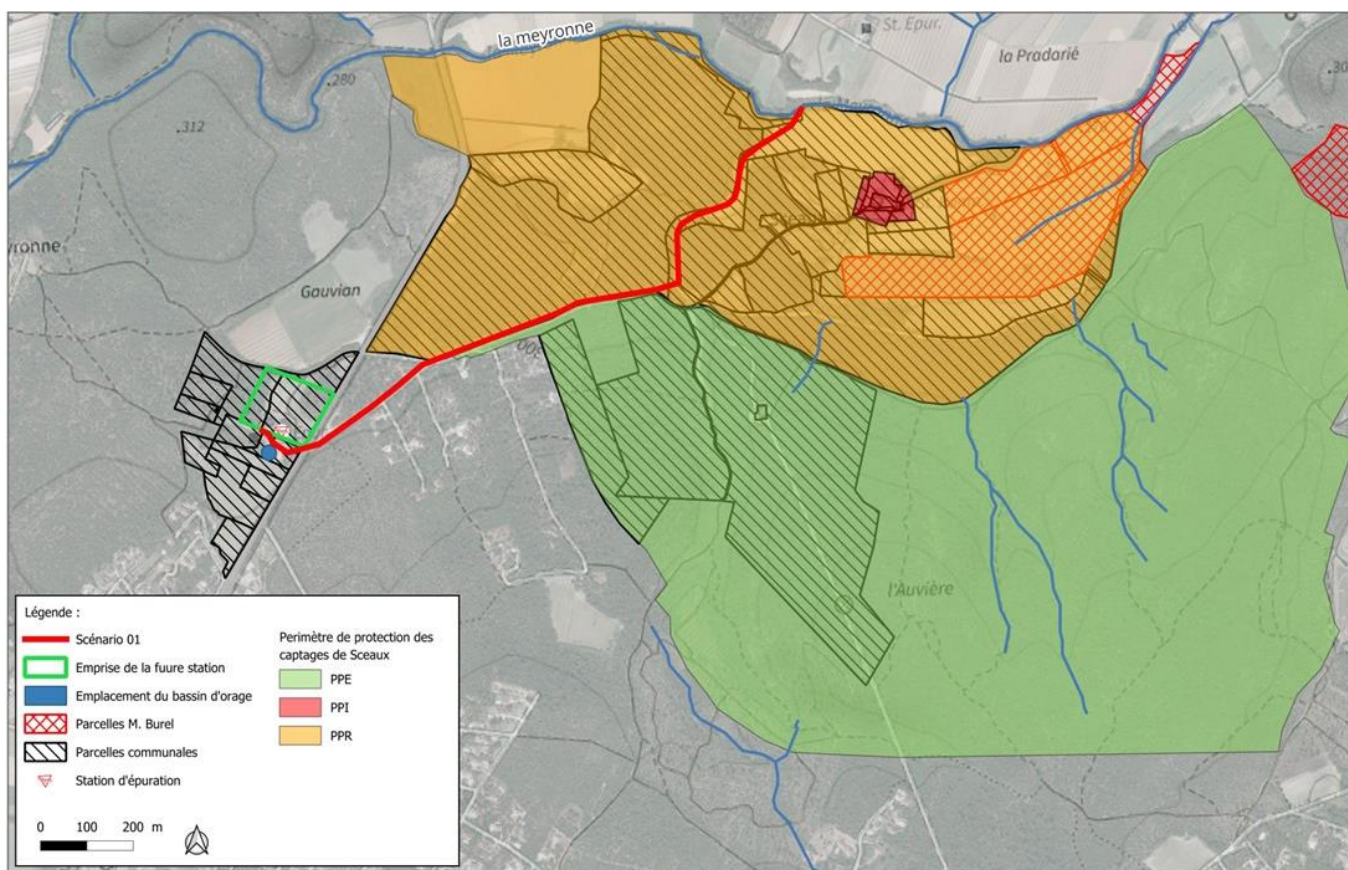 la meyronne
St. Epur.
la Pradarié
.280
.312
yronne
Gauvian
l'Auvière
Légende :
Scénario 01
Emprise de la fuure station
Emplacement du bassin d'orage
Parcelles M. Burel
Parcelles communales
Station d'épuration
0 100 200 m
Perimètre de protection des
captages de Sceaux
PPE
PPI
PPR